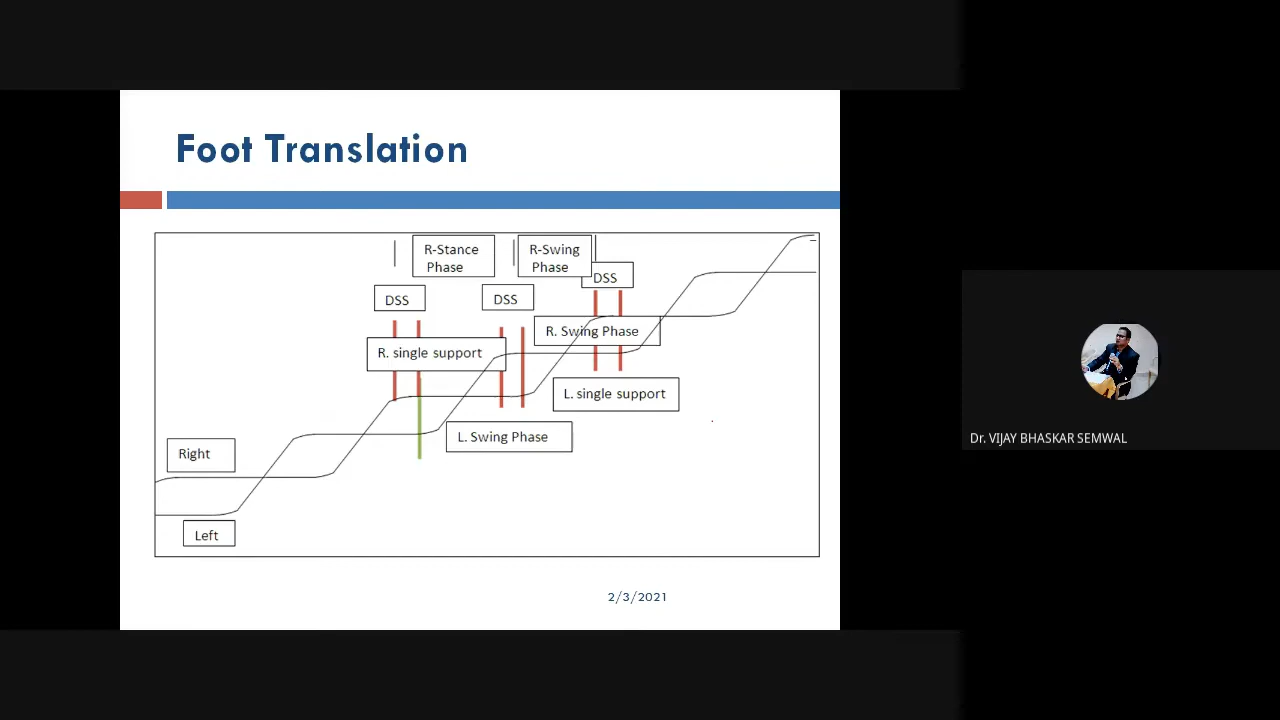 Foot Translation
R-Stance
Phase
R-Swing
Phase
DSS
DSS
DSS
R. Swing Phase
R. single support
L. single support
L. Swing Phase
Right
Left
2/3/2021
Dr. VIJAY BHASKAR SEMWAL